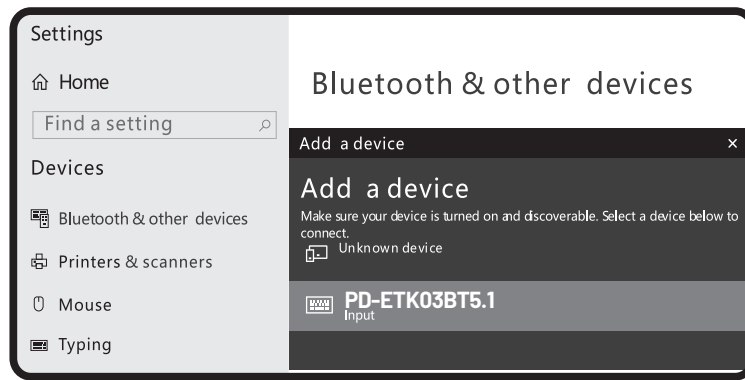 Settings
Home
Find a setting
Devices
Bluetooth & other devices
Printers & scanners
Mouse
Typing
Bluetooth & other devices
Add a device
Add a device
Make sure your device is turned on and discoverable. Select a device below to
connect.
Unknown device
PD-ETK03BT5.1
Input